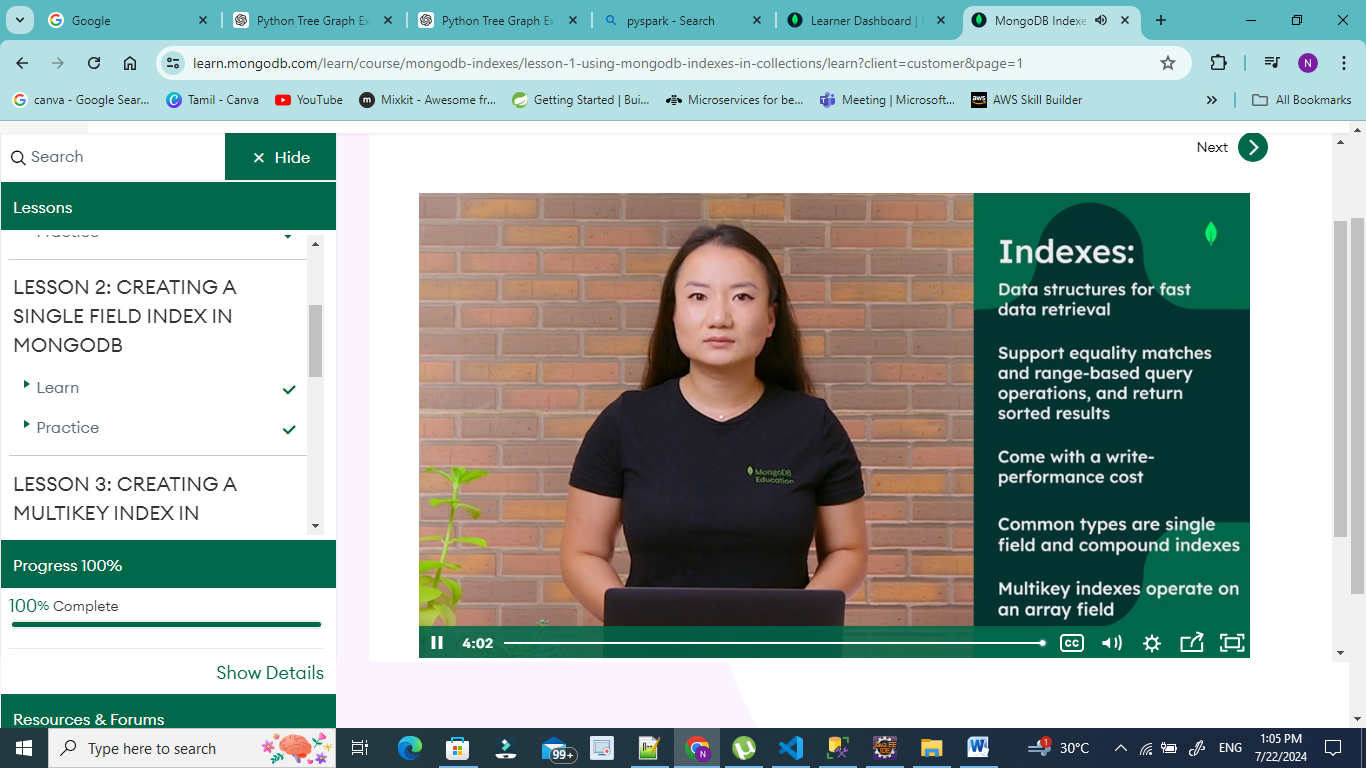 Google
Python Tree Graph Ex
Python Tree Graph Ex
pyspark - Search
Learner Dashboard |
MongoDB Indexe
learn.mongodb.com/learn/course/mongodb-indexes/lesson-1-using-mongodb-indexes-in-collections/learn?client=customer&page=1
N
canva - Google Sear...
Tamil - Canva
YouTube
Mixkit - Awesome fr...
Getting Started | Bui...
Microservices for be...
Meeting | Microsoft...
AWS Skill Builder
All Bookmarks
Search
Hide
Next
Lessons
Practice
LESSON 2: CREATING A
SINGLE FIELD INDEX IN
MONGODB
Learn
Practice
LESSON 3: CREATING A
MULTIKEY INDEX IN
Progress 100%
100% Complete
Show Details
Resources & Forums
MongoDB
Education
Indexes:
Data structures for fast
data retrieval
Support equality matches
and range-based query
operations, and return
sorted results
Come with a write-
performance cost
Common types are single
field and compound indexes
Multikey indexes operate on
an array field
4:02
CC
Type here to search
99+
1
30°C
ENG
1:05 PM
7/22/2024